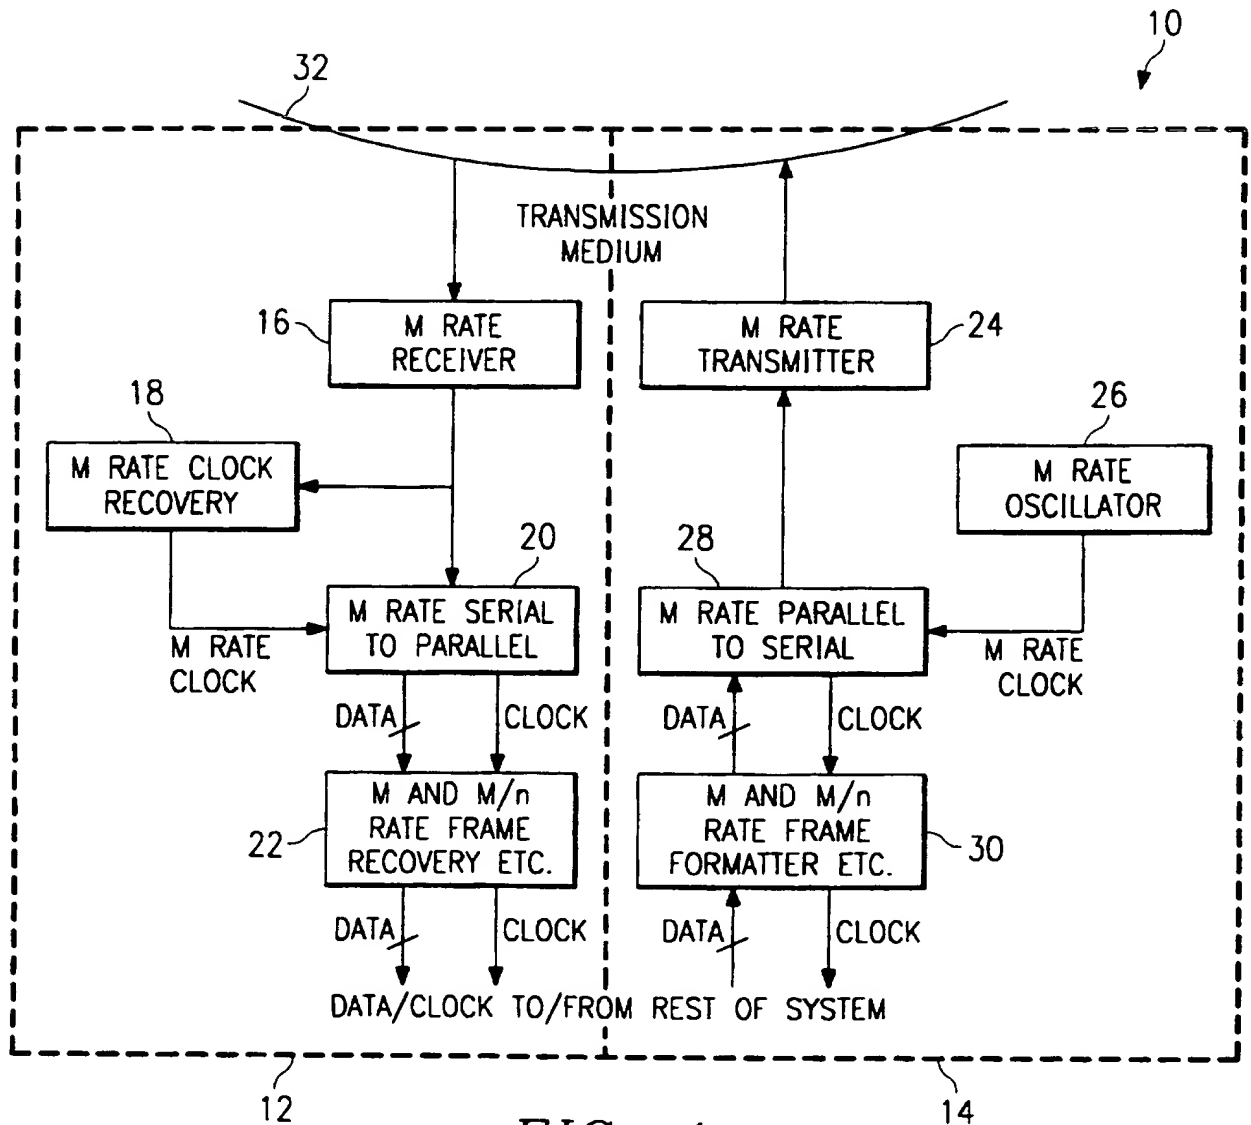 10
32
TRANSMISSION
MEDIUM
16
M RATE
RECEIVER
M RATE
TRANSMITTER
24
18
M RATE CLOCK
RECOVERY
26
M RATE
OSCILLATOR
20
M RATE SERIAL
TO PARALLEL
28
M RATE PARALLEL
TO SERIAL
M RATE
CLOCK
M RATE
CLOCK
DATA
CLOCK
DATA
CLOCK
22
M AND M/n
RATE FRAME
RECOVERY ETC.
M AND M/n
RATE FRAME
FORMATTER ETC.
30
DATA
CLOCK
DATA
CLOCK
DATA/CLOCK TO/FROM REST OF SYSTEM
12
14